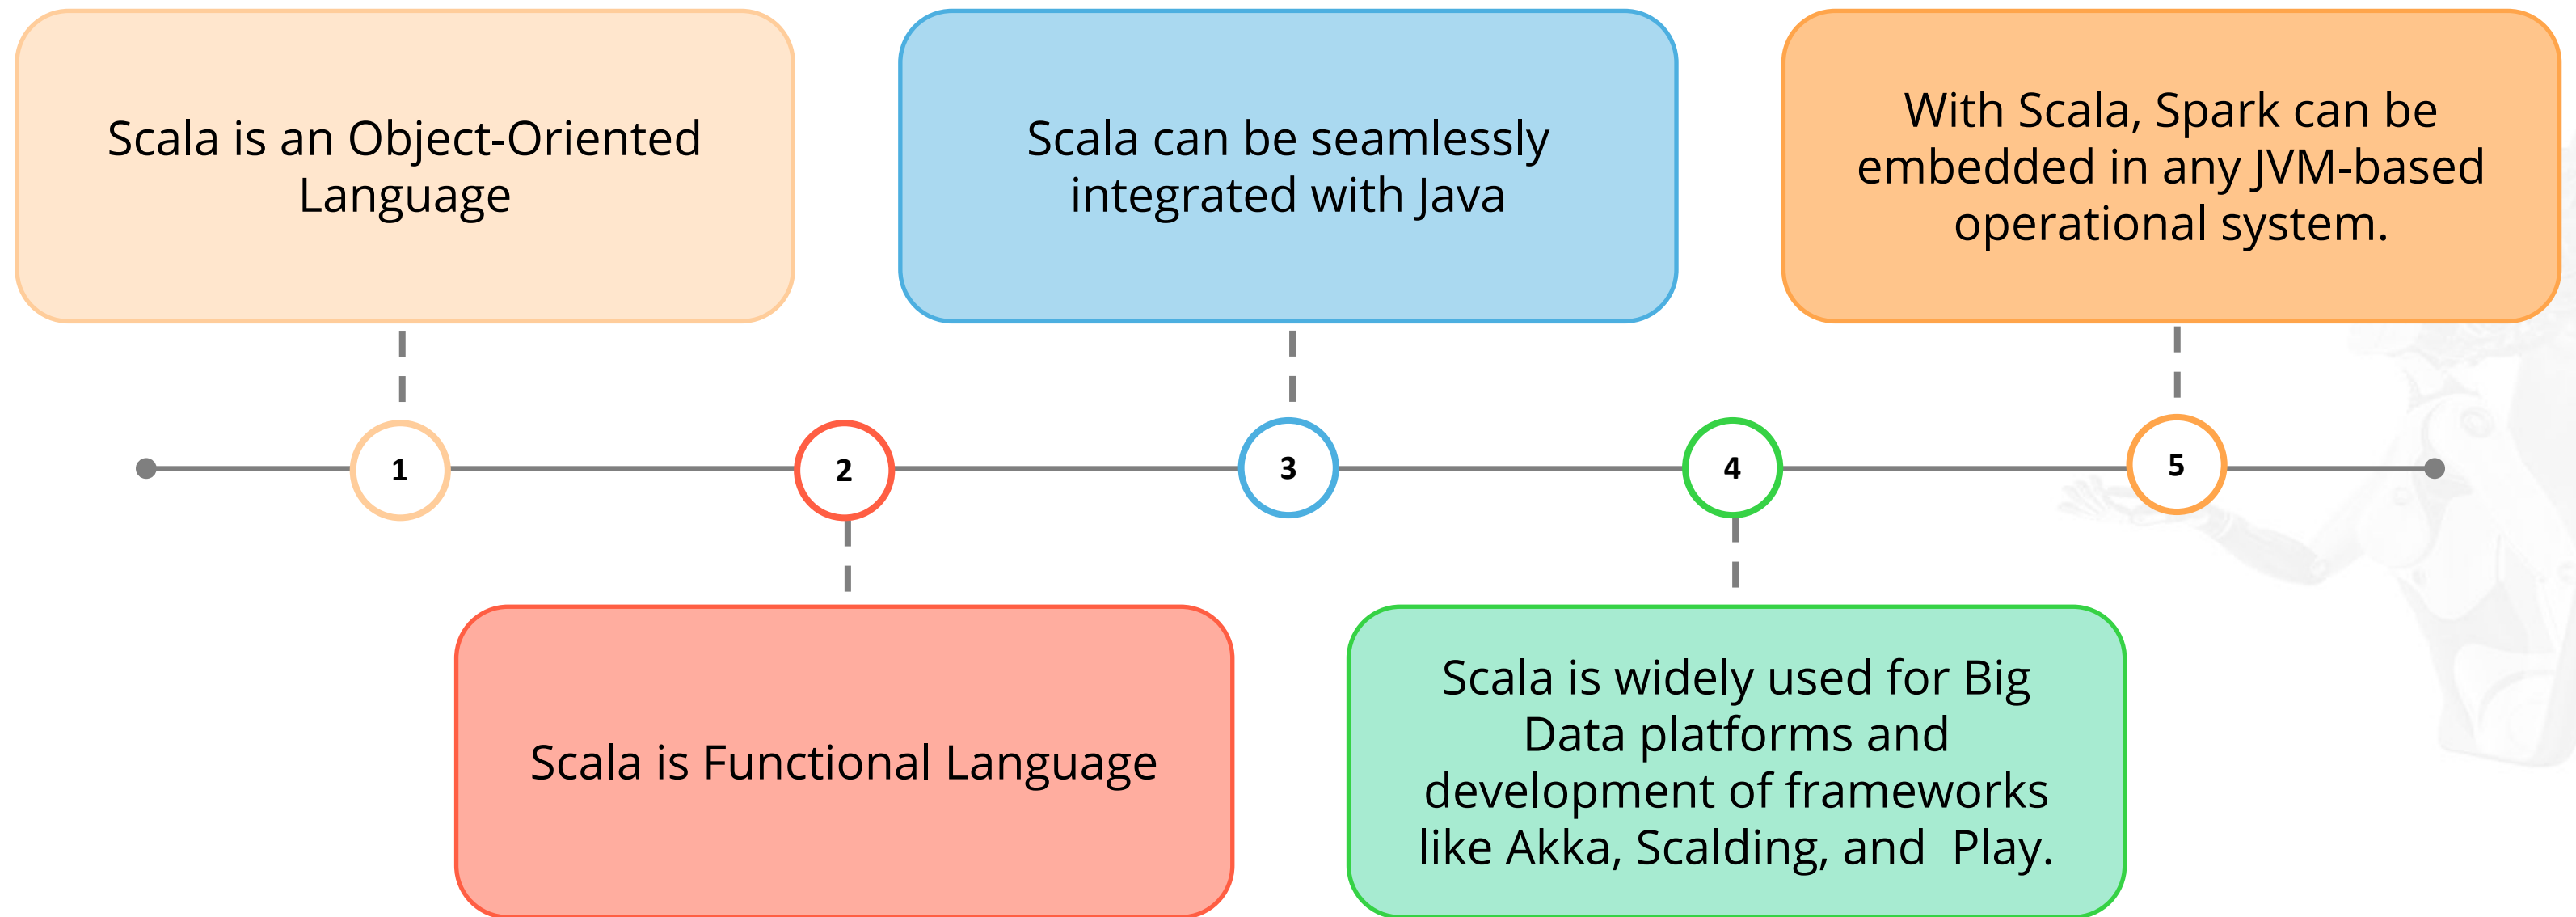 Scala is an Object-Oriented
Language
Scala can be seamlessly
integrated with Java
With Scala, Spark can be
embedded in any JVM-based
operational system.
1
2
3
4
5
Scala is Functional Language
Scala is widely used for Big
Data platforms and
development of frameworks
like Akka, Scalding, and  Play.